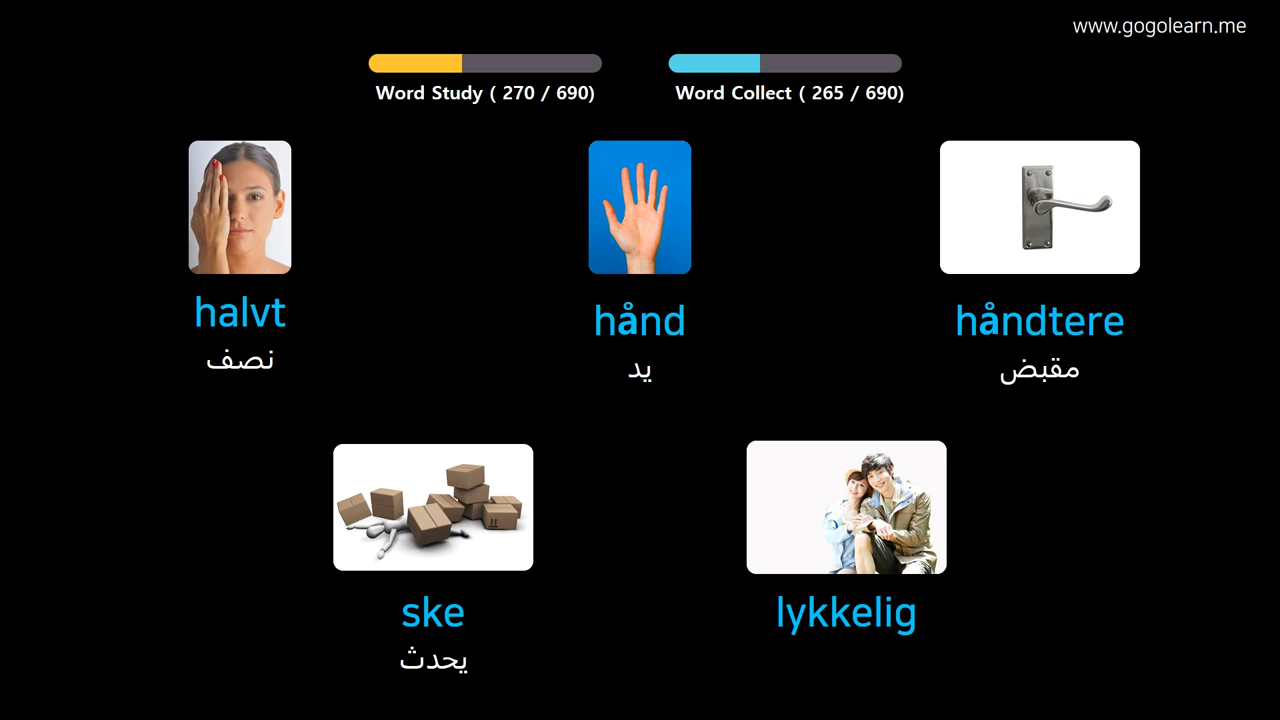 www.gogolearn.me
Word Study ( 270 / 690)
Word Collect ( 265 / 690)
halvt
نصف
hånd
يد
håndtere
مقبض
ske
يحدث
lykkelig